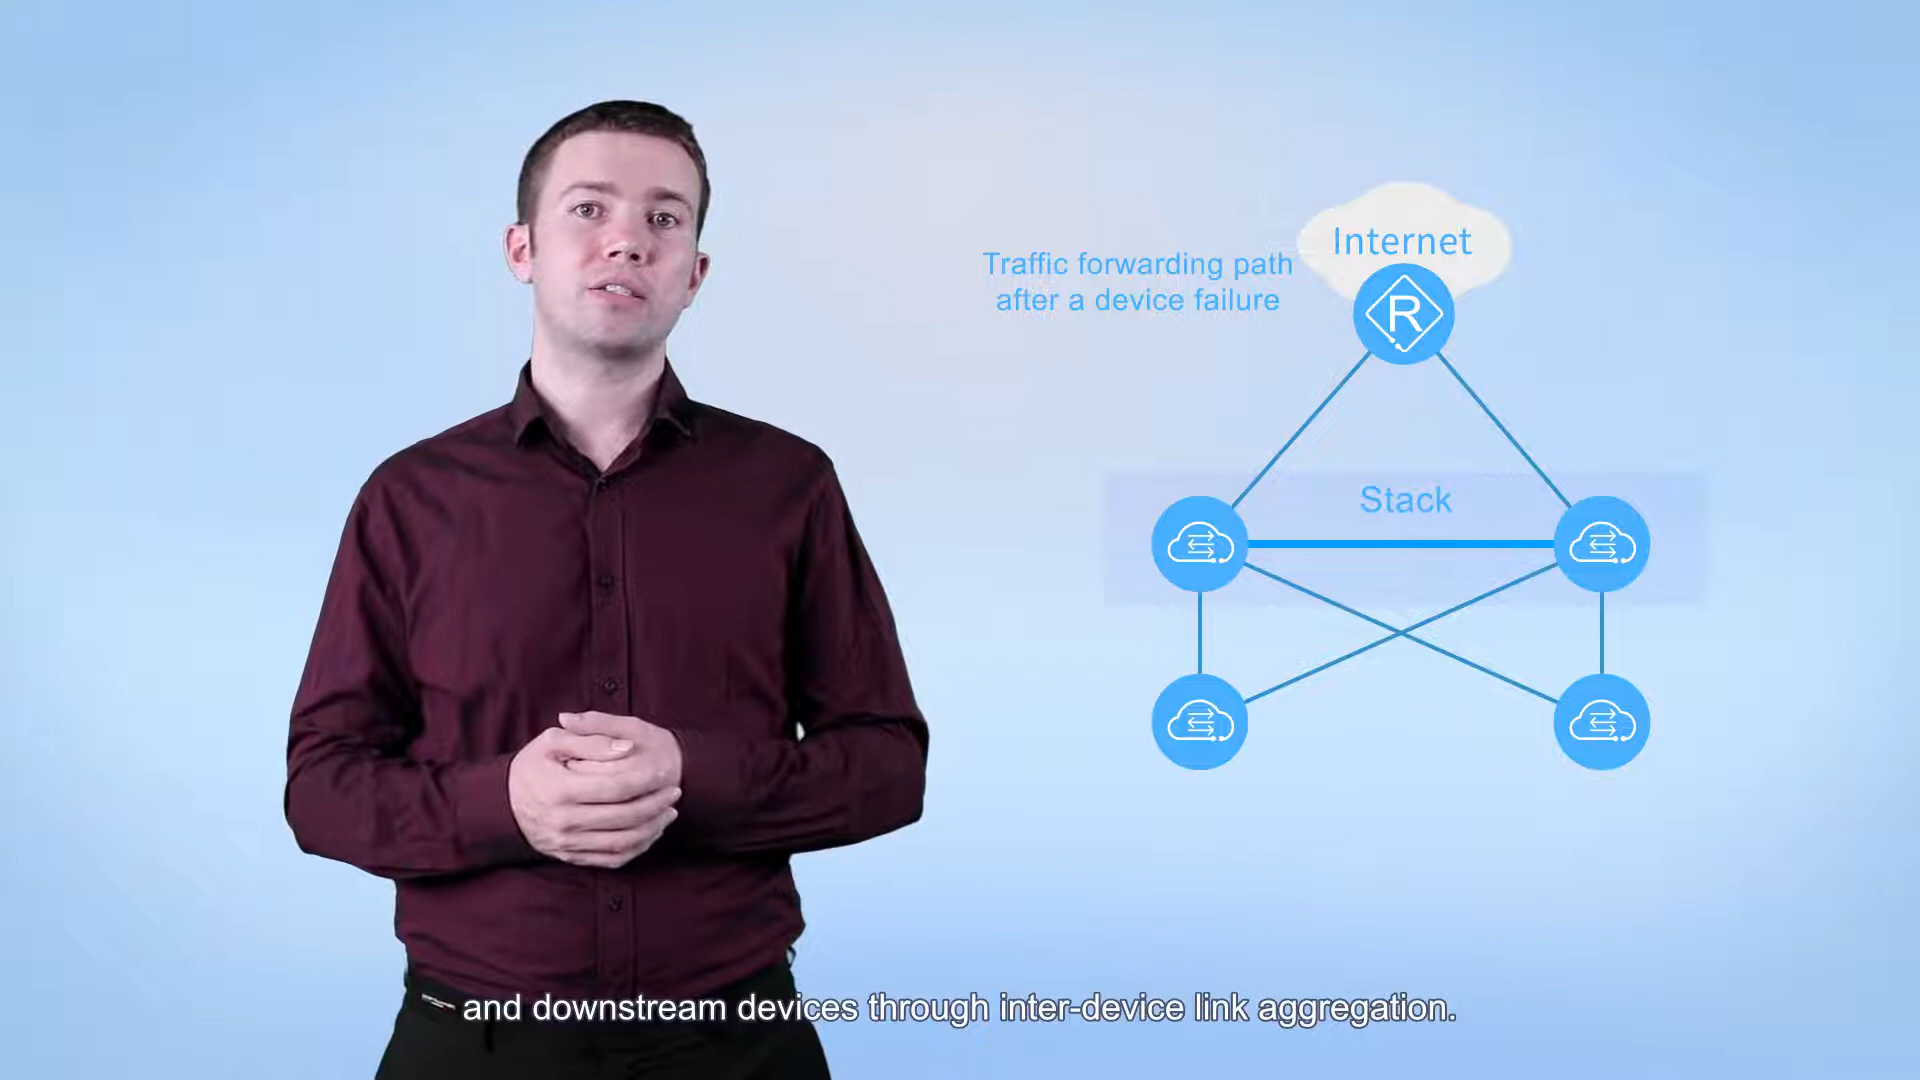 Internet
Traffic forwarding path
after a device failure
R
Stack
and downstream devices through inter-device link aggregation.